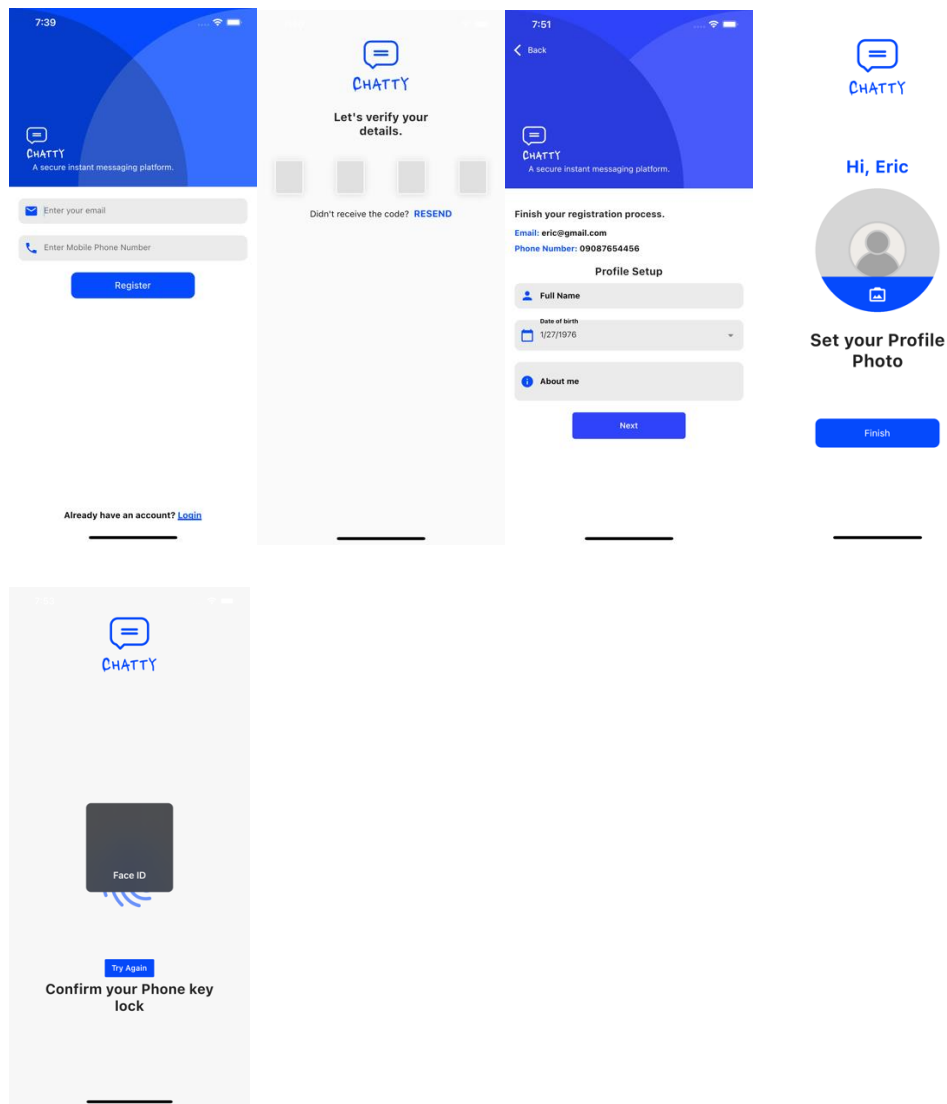 7:39
CHATTY
A secure instant messaging platform.
Enter your email
Enter Mobile Phone Number
Register
Already have an account? Login
CHATTY
Let's verify your
details.
Didn't receive the code? RESEND
7:51
Back
CHATTY
A secure instant messaging platform.
Finish your registration process.
Email: eric@gmail.com
Phone Number: 09087654456
Profile Setup
Full Name
Date of birth
1/27/1976
About me
Next
CHATTY
Hi, Eric
Set your Profile
Photo
Finish
CHATTY
Face ID
Try Again
Confirm your Phone key
lock